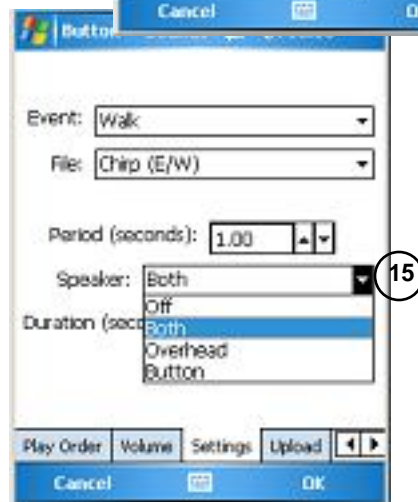 Cancel
Button
Event: Walk
File: Chirp (E/W)
Period (seconds): 1.00
Speaker: Both
15
Off
Duration (sec
Both
Overhead
Button
Play Order Volume Settings Upload
Cancel OK